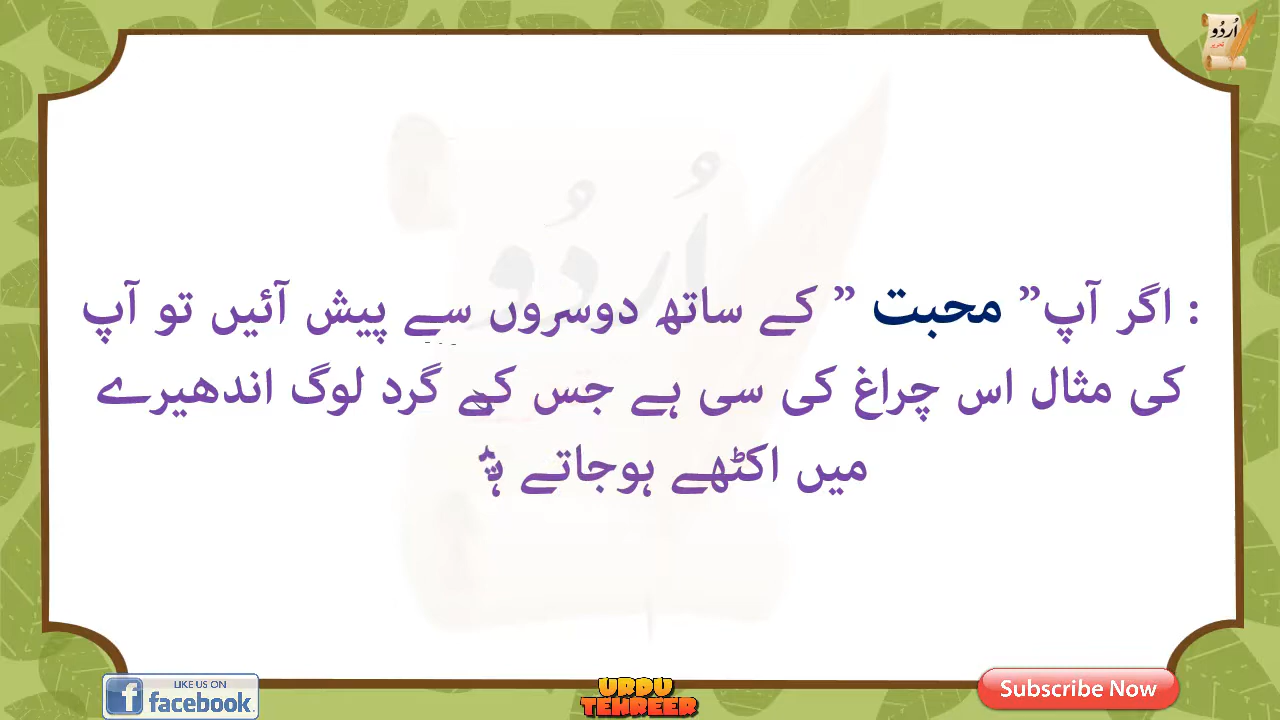 اُردُو
: اگر آپ” محبت ” کے ساتھ دوسروں سے پیش آئیں تو آپ
کی مثال اس چراغ کی سی ہے جس کے گرد لوگ اندھیرے
میں اکٹھے ہوجاتے
LIKE US ON
facebook.
URDU
TEHREER
Subscribe Now